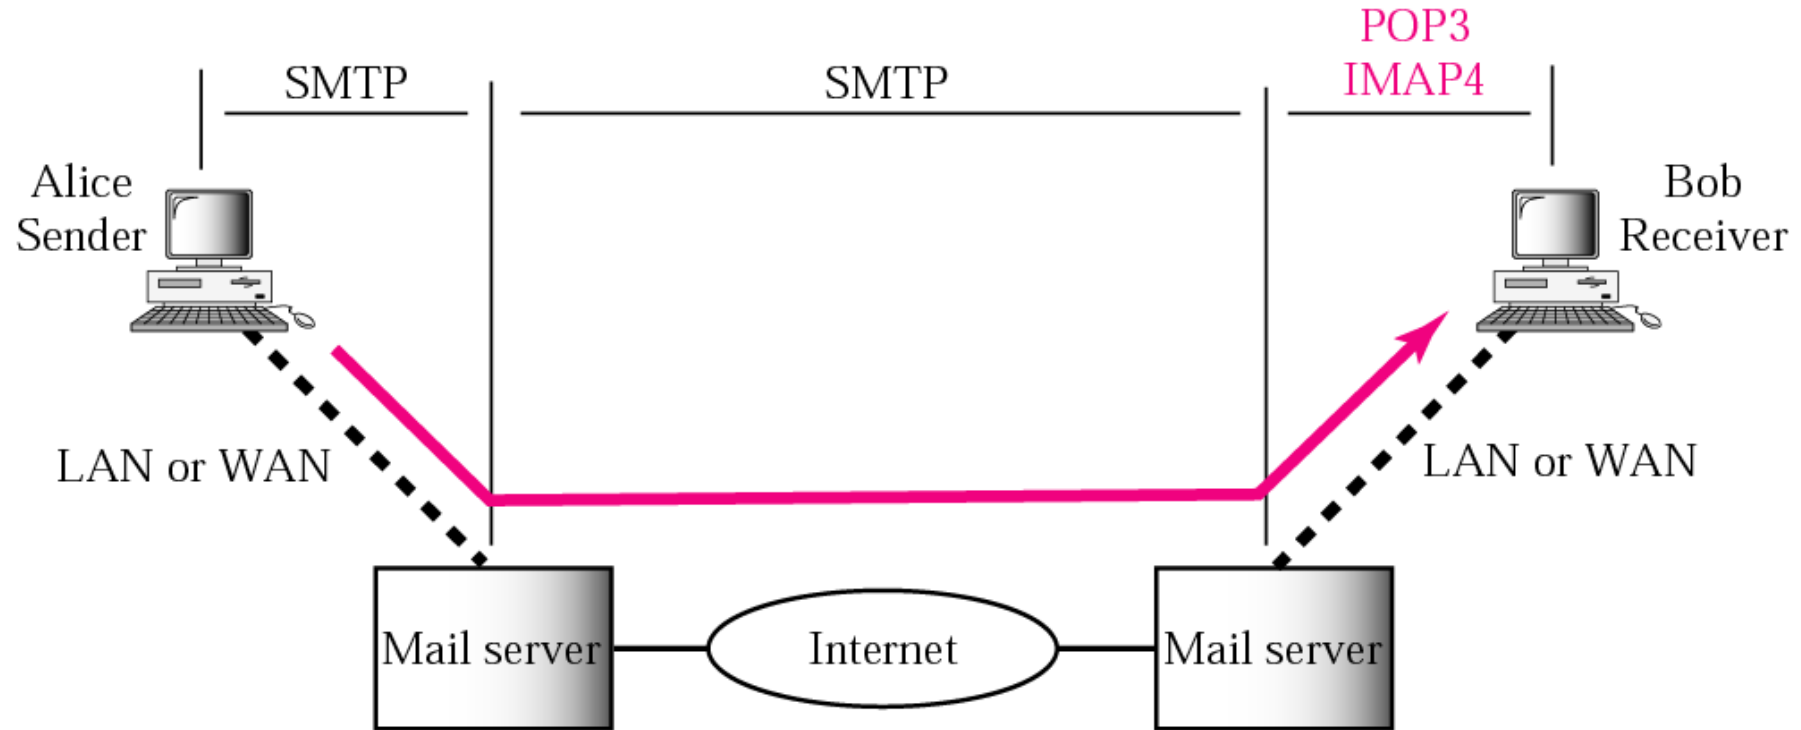 POP3
SMTP
SMTP
IMAP4
Alice
Sender
Bob
Receiver
LAN or WAN
LAN or WAN
Mail server
Internet
Mail server